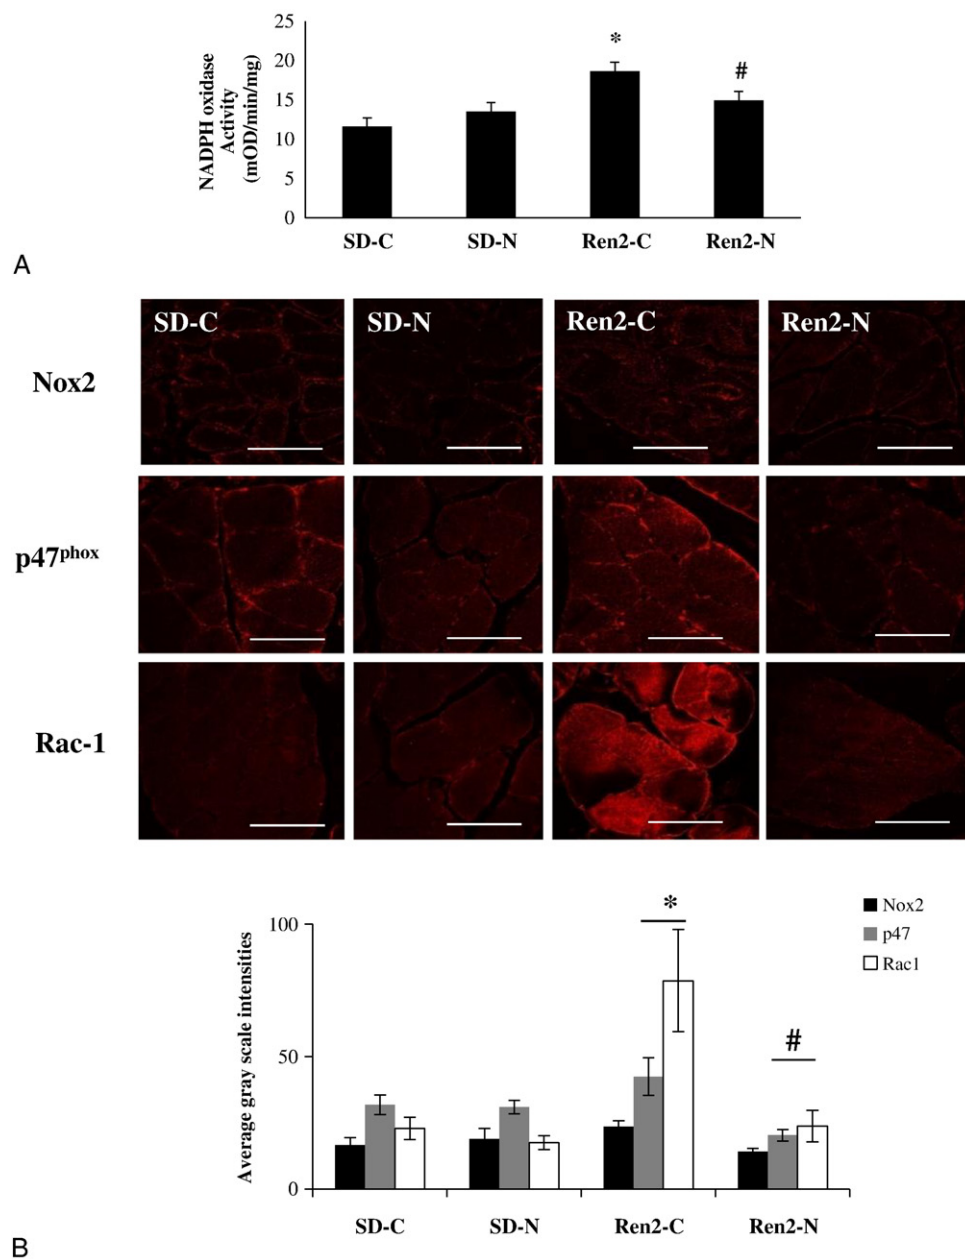 25
20
15
10
5
0
NADPH oxidase
Activity
(mOD/min/mg)
*
#
SD-C SD-N Ren2-C Ren2-N
A
SD-C SD-N Ren2-C Ren2-N
Nox2
p47phox
Rac-1
Nox2
p47
Rac1
100
50
0
Average gray scale intensities
*
#
SD-C SD-N Ren2-C Ren2-N
B